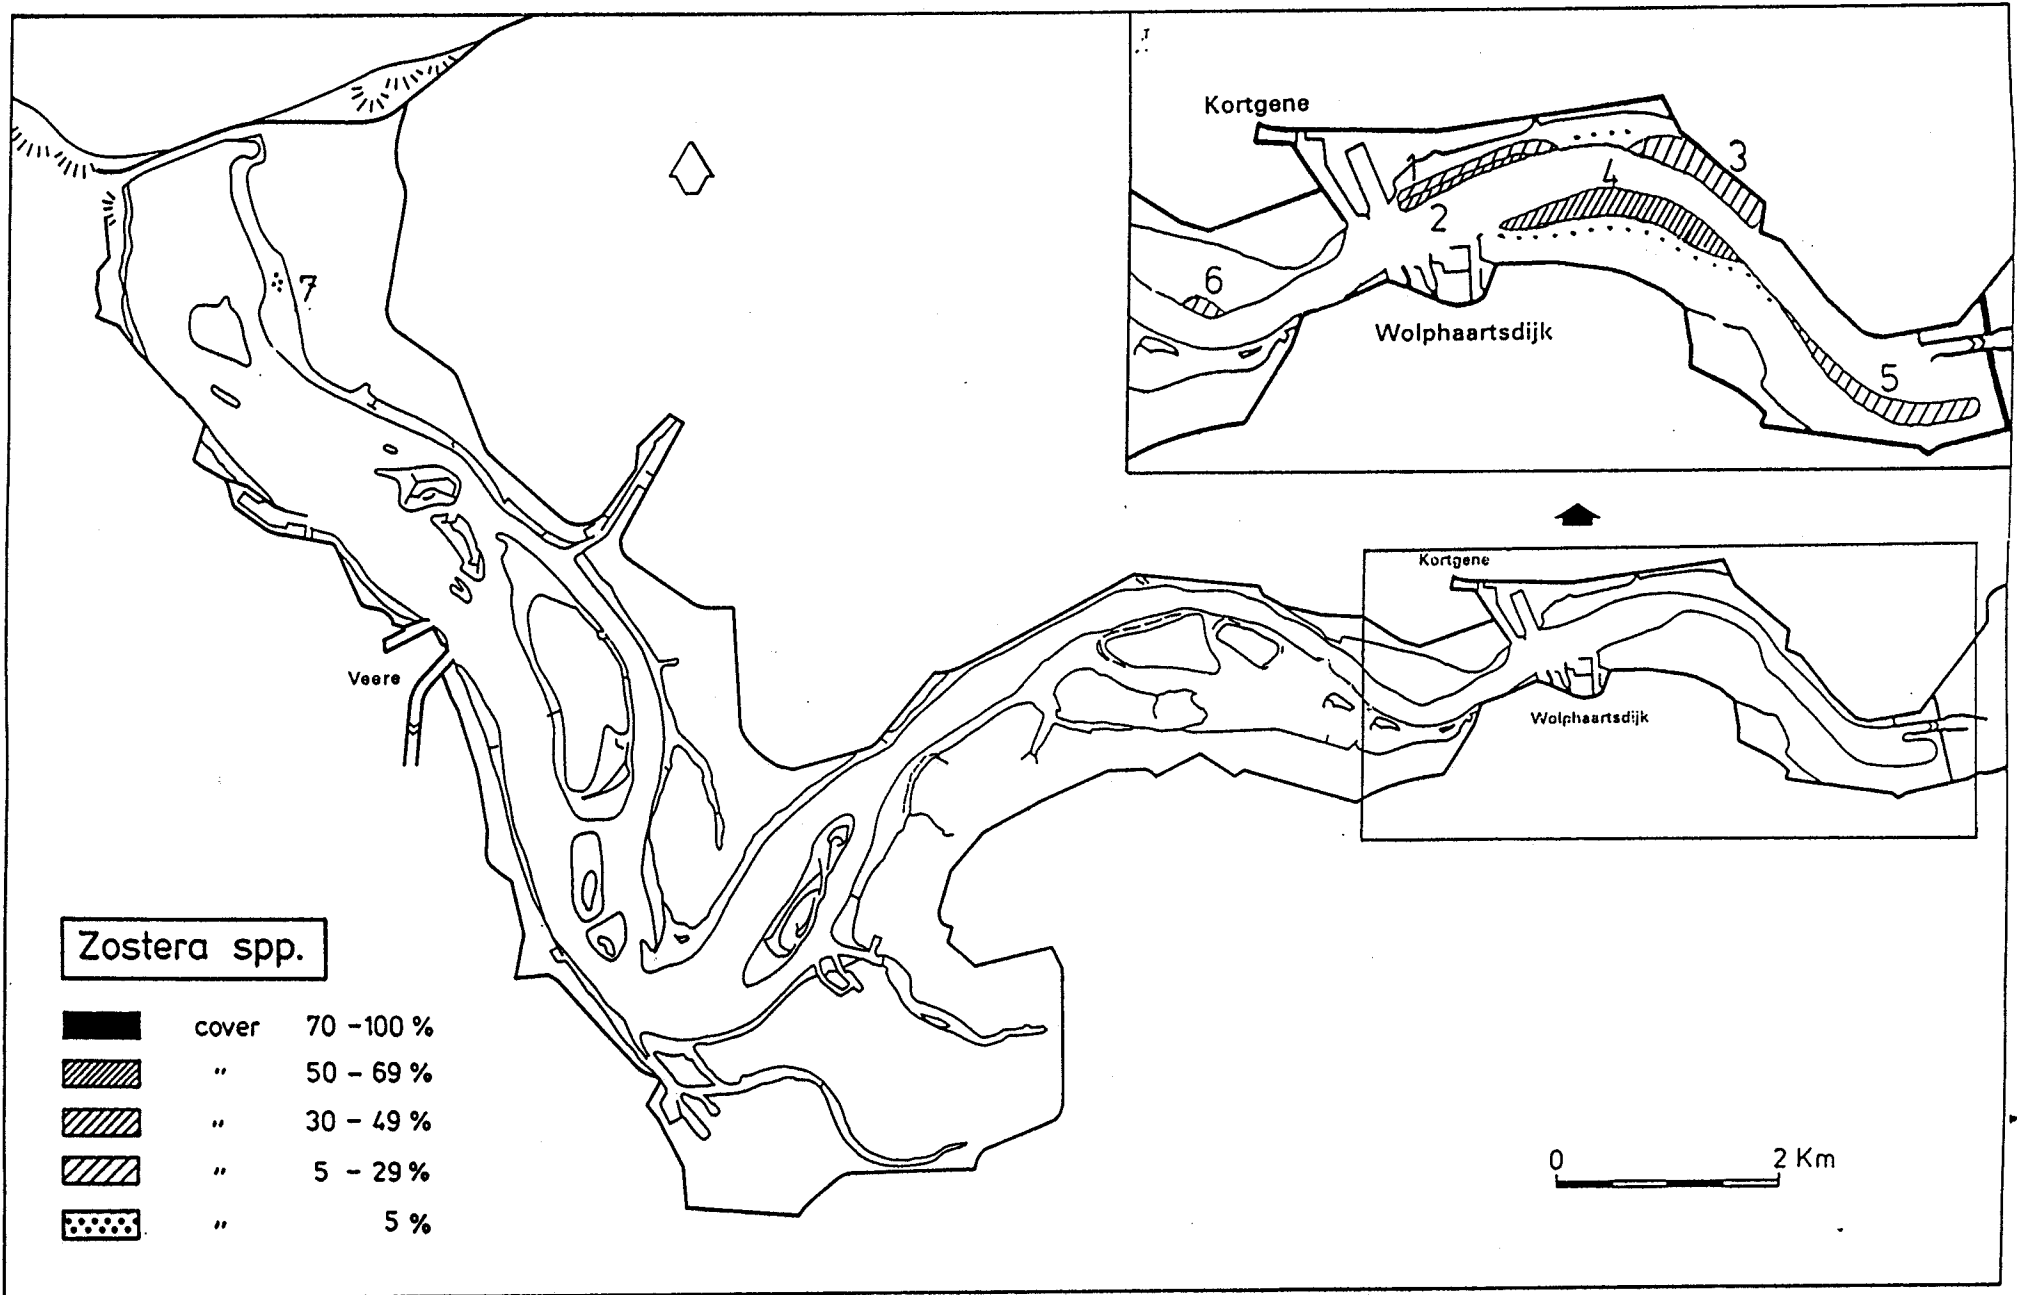 Kortgene
1
2
3
4
5
6
Wolphaartsdijk
7
Kortgene
Wolphaartsdijk
Veere
Zostera spp.
cover 70 - 100 %
" 50 - 69 %
" 30 - 49 %
" 5 - 29 %
" 5 %
0 2 Km